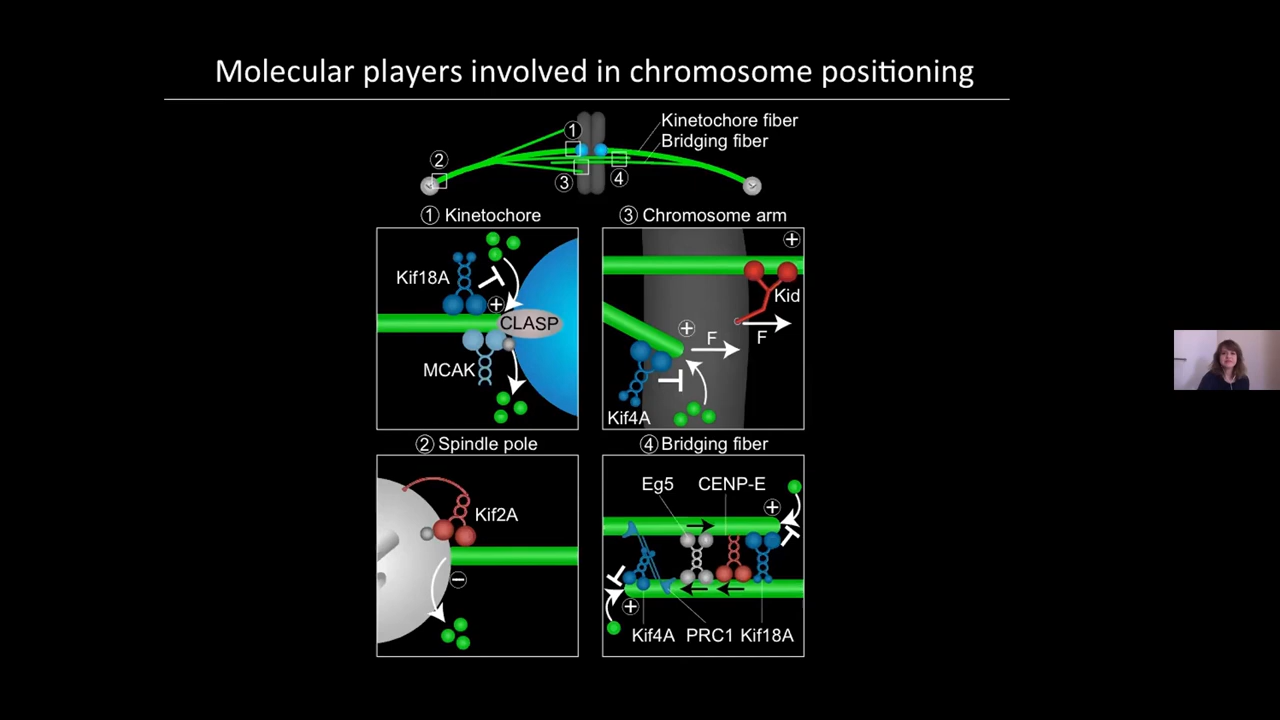 Molecular players involved in chromosome positioning
Kinetochore fiber
Bridging fiber
1
2
3
4
1 Kinetochore
Kif18A
+
CLASP
MCAK
3 Chromosome arm
+
Kid
+
F
F
Kif4A
2 Spindle pole
Kif2A
−
4 Bridging fiber
Eg5 CENP-E
+
+
Kif4A PRC1 Kif18A